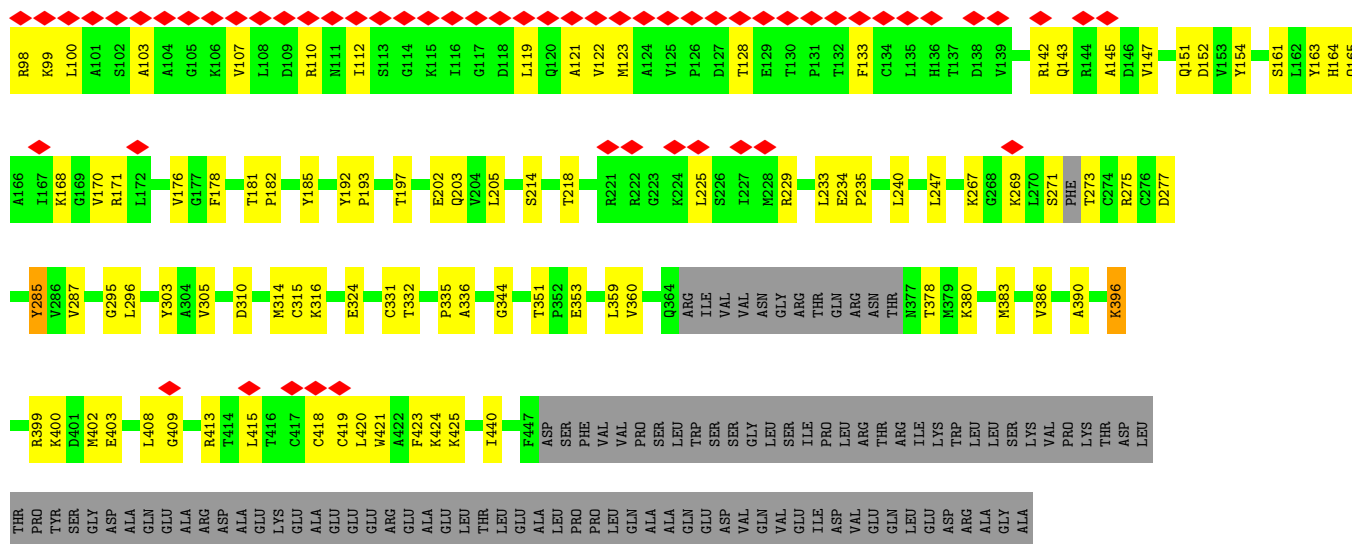 R98 K99 L100 A101 S102 A103 A104 G105 K106 V107 L108 D109 R110 N111 I112 S113 G114 K115 I116 G117 D118 L119 Q120 A121 V122 M123 A124 V125 P126 D127 T128 E129 T130 P131 T132 F133 C134 L135 H136 T137 D138 V139 R142 Q143 R144 A145 D146 V147 Q151 D152 V153 Y154 S161 L162 Y163 H164 Q165
A166 I167 K168 G169 V170 R171 L172 V176 G177 F178 T181 P182 Y185 Y192 P193 T197 E202 Q203 V204 L205 S214 T218 R221 R222 G223 K224 L225 S226 I227 M228 R229 L233 E234 P235 L240 L247 K267 G268 K269 L270 S271 PHE T273 C274 R275 C276 D277
Y285 V286 V287 G295 L296 Y303 A304 V305 D310 M314 C315 K316 E324 C331 T332 P335 A336 G344 T351 P352 E353 L359 V360 Q364 ARG ILE VAL VAL ASN GLY ARG THR GLN ARG ASN THR N377 T378 M379 K380 M383 V386 A390 K396
R399 K400 D401 M402 E403 L408 G409 R413 T414 L415 T416 C417 C418 C419 L420 W421 A422 F423 K424 K425 I440 F447 ASP SER PHE VAL VAL PRO SER LEU TRP SER SER GLY LEU SER ILE PRO LEU ARG THR ARG ILE LYS TRP LEU LEU SER LYS VAL PRO LYS THR ASP LEU
THR PRO TYR SER GLY ASP ALA GLN GLU ALA ARG ASP ALA GLU LYS GLU ALA GLU GLU GLU ARG GLU ALA GLU LEU THR LEU GLU ALA LEU PRO PRO LEU GLN ALA ALA GLN GLU ASP VAL GLN VAL GLU ILE ASP VAL GLU GLN LEU GLU ASP ARG ALA GLY ALA